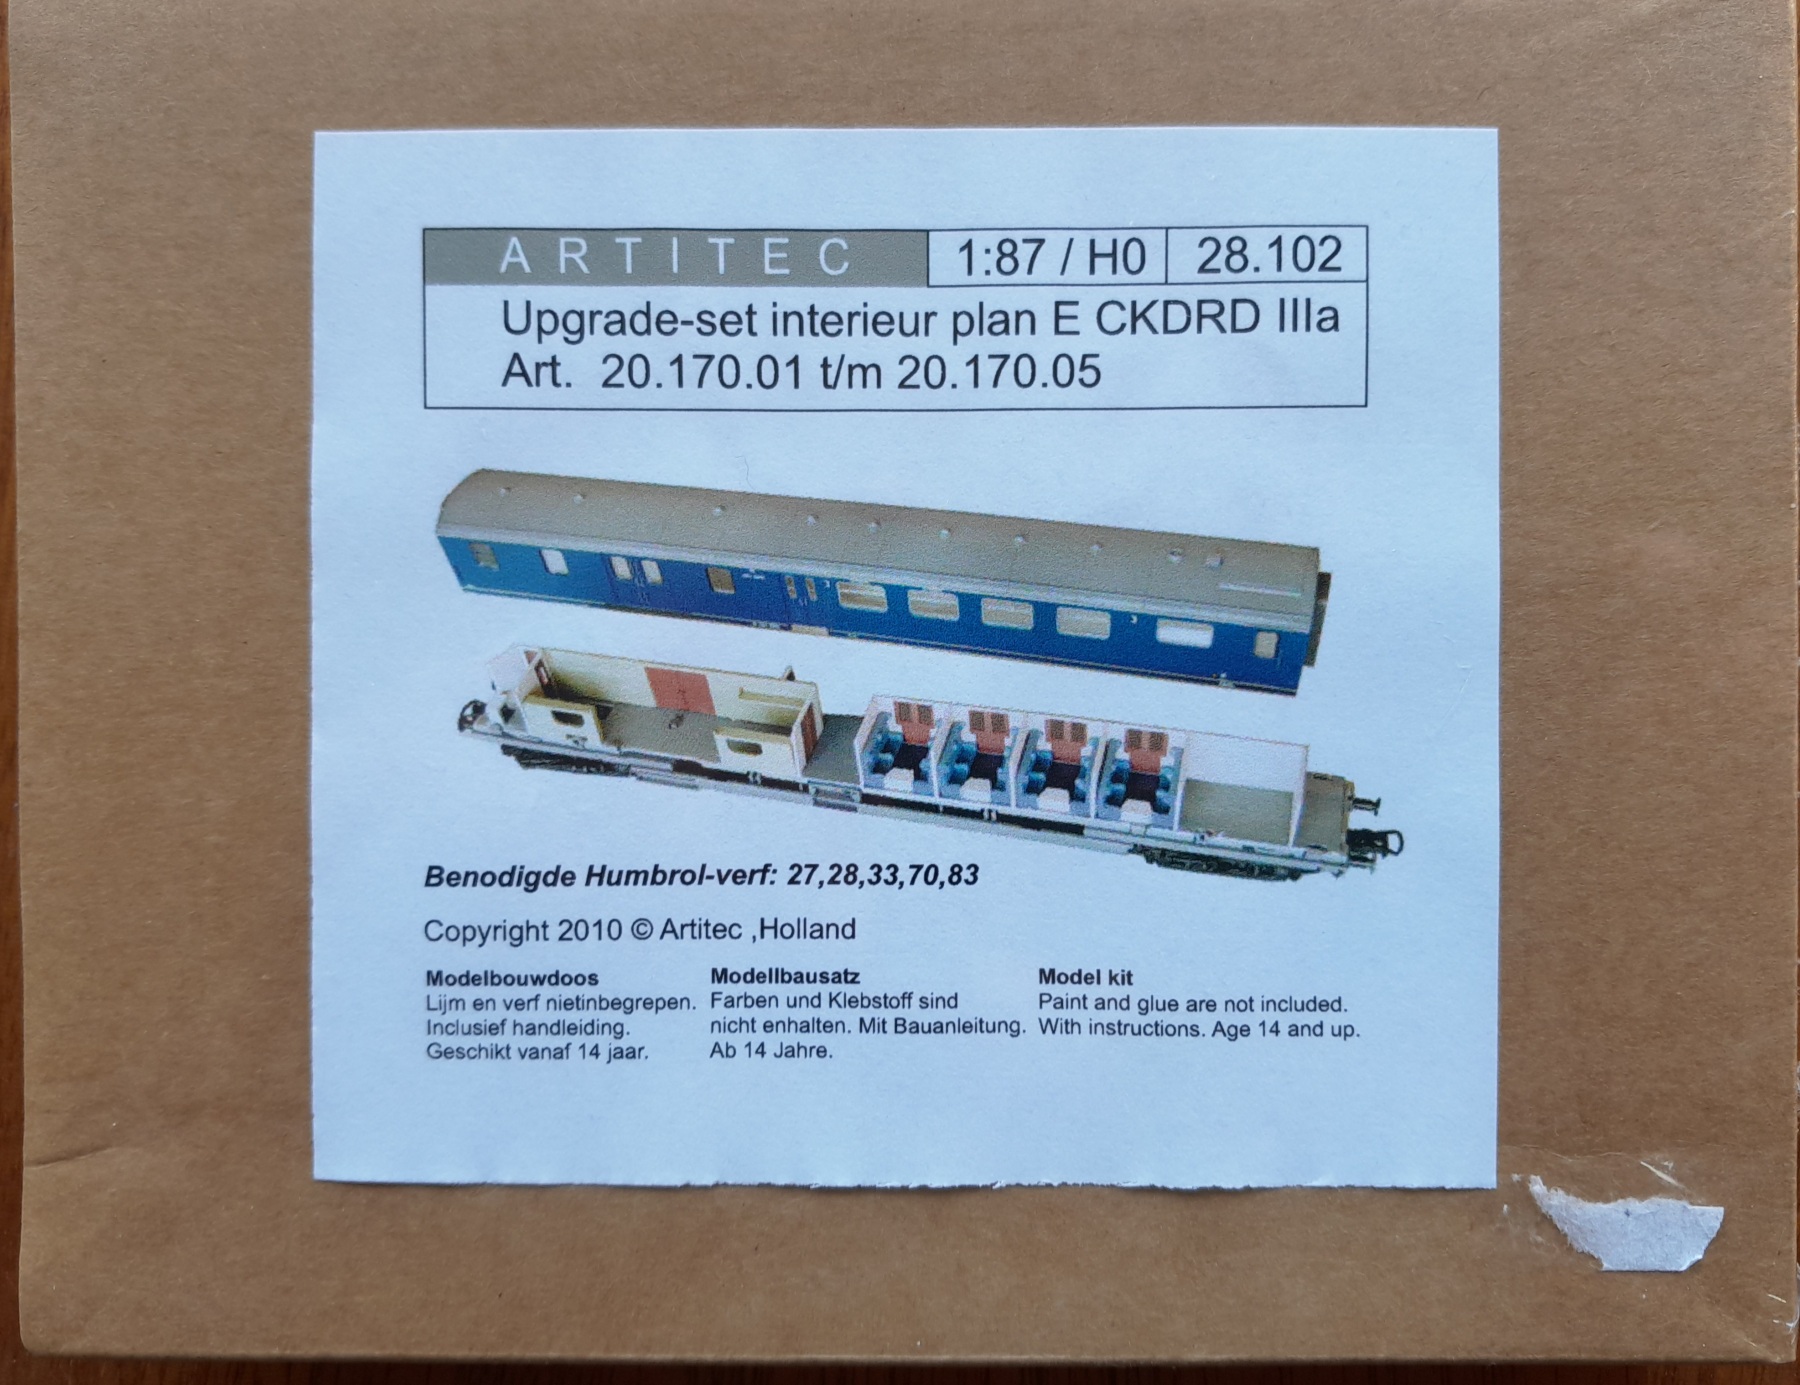 ARTITEC 1:87 / H0 28.102
Upgrade-set interieur plan E CKDRD IIIa
Art. 20.170.01 t/m 20.170.05
Benodigde Humbrol-verf: 27,28,33,70,83
Copyright 2010 © Artitec ,Holland
Modelbouwdoos
Lijm en verf nietinbegrepen.
Inclusief handleiding.
Geschikt vanaf 14 jaar.
Modellbausatz
Farben und Klebstoff sind
nicht enhalten. Mit Bauanleitung.
Ab 14 Jahre.
Model kit
Paint and glue are not included.
With instructions. Age 14 and up.